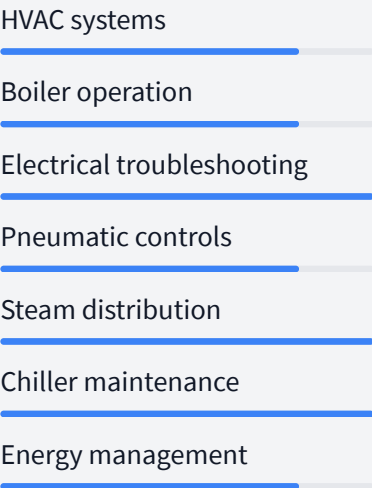 HVAC systems
Boiler operation
Electrical troubleshooting
Pneumatic controls
Steam distribution
Chiller maintenance
Energy management